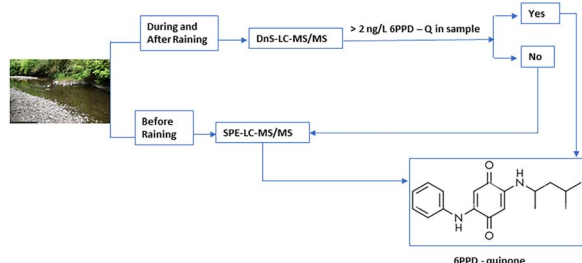 During and
After Raining
DnS-LC-MS/MS
> 2 ng/L 6PPD – Q in sample
Yes
No
Before
Raining
SPE-LC-MS/MS
O
H
N
N
H
O
6PPD - quinone